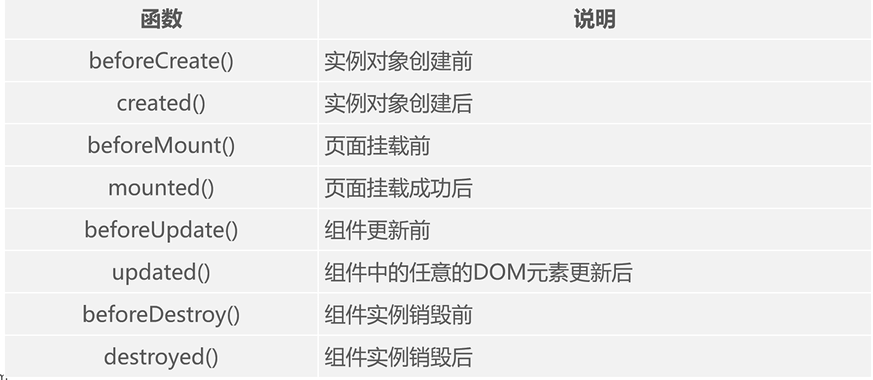 函数 说明
beforeCreate() 实例对象创建前
created() 实例对象创建后
beforeMount() 页面挂载前
mounted() 页面挂载成功后
beforeUpdate() 组件更新前
updated() 组件中的任意的DOM元素更新后
beforeDestroy() 组件实例销毁前
destroyed() 组件实例销毁后